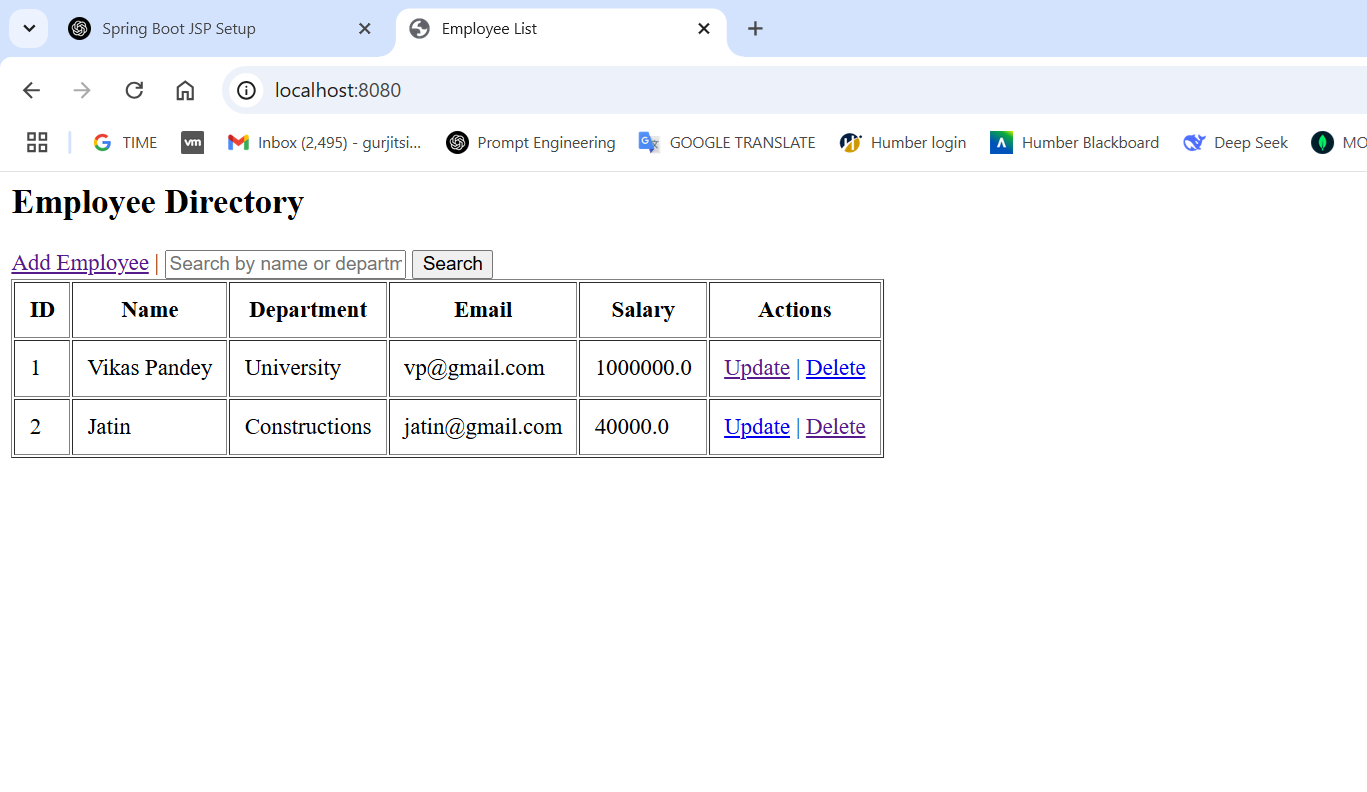 Spring Boot JSP Setup
Employee List
localhost:8080
TIME vm Inbox (2,495) - gurjitsi... Prompt Engineering GOOGLE TRANSLATE Humber login Humber Blackboard Deep Seek MO
Employee Directory
Add Employee | Search by name or departm Search
ID Name Department Email Salary Actions
1 Vikas Pandey University vp@gmail.com 1000000.0 Update | Delete
2 Jatin Constructions jatin@gmail.com 40000.0 Update | Delete